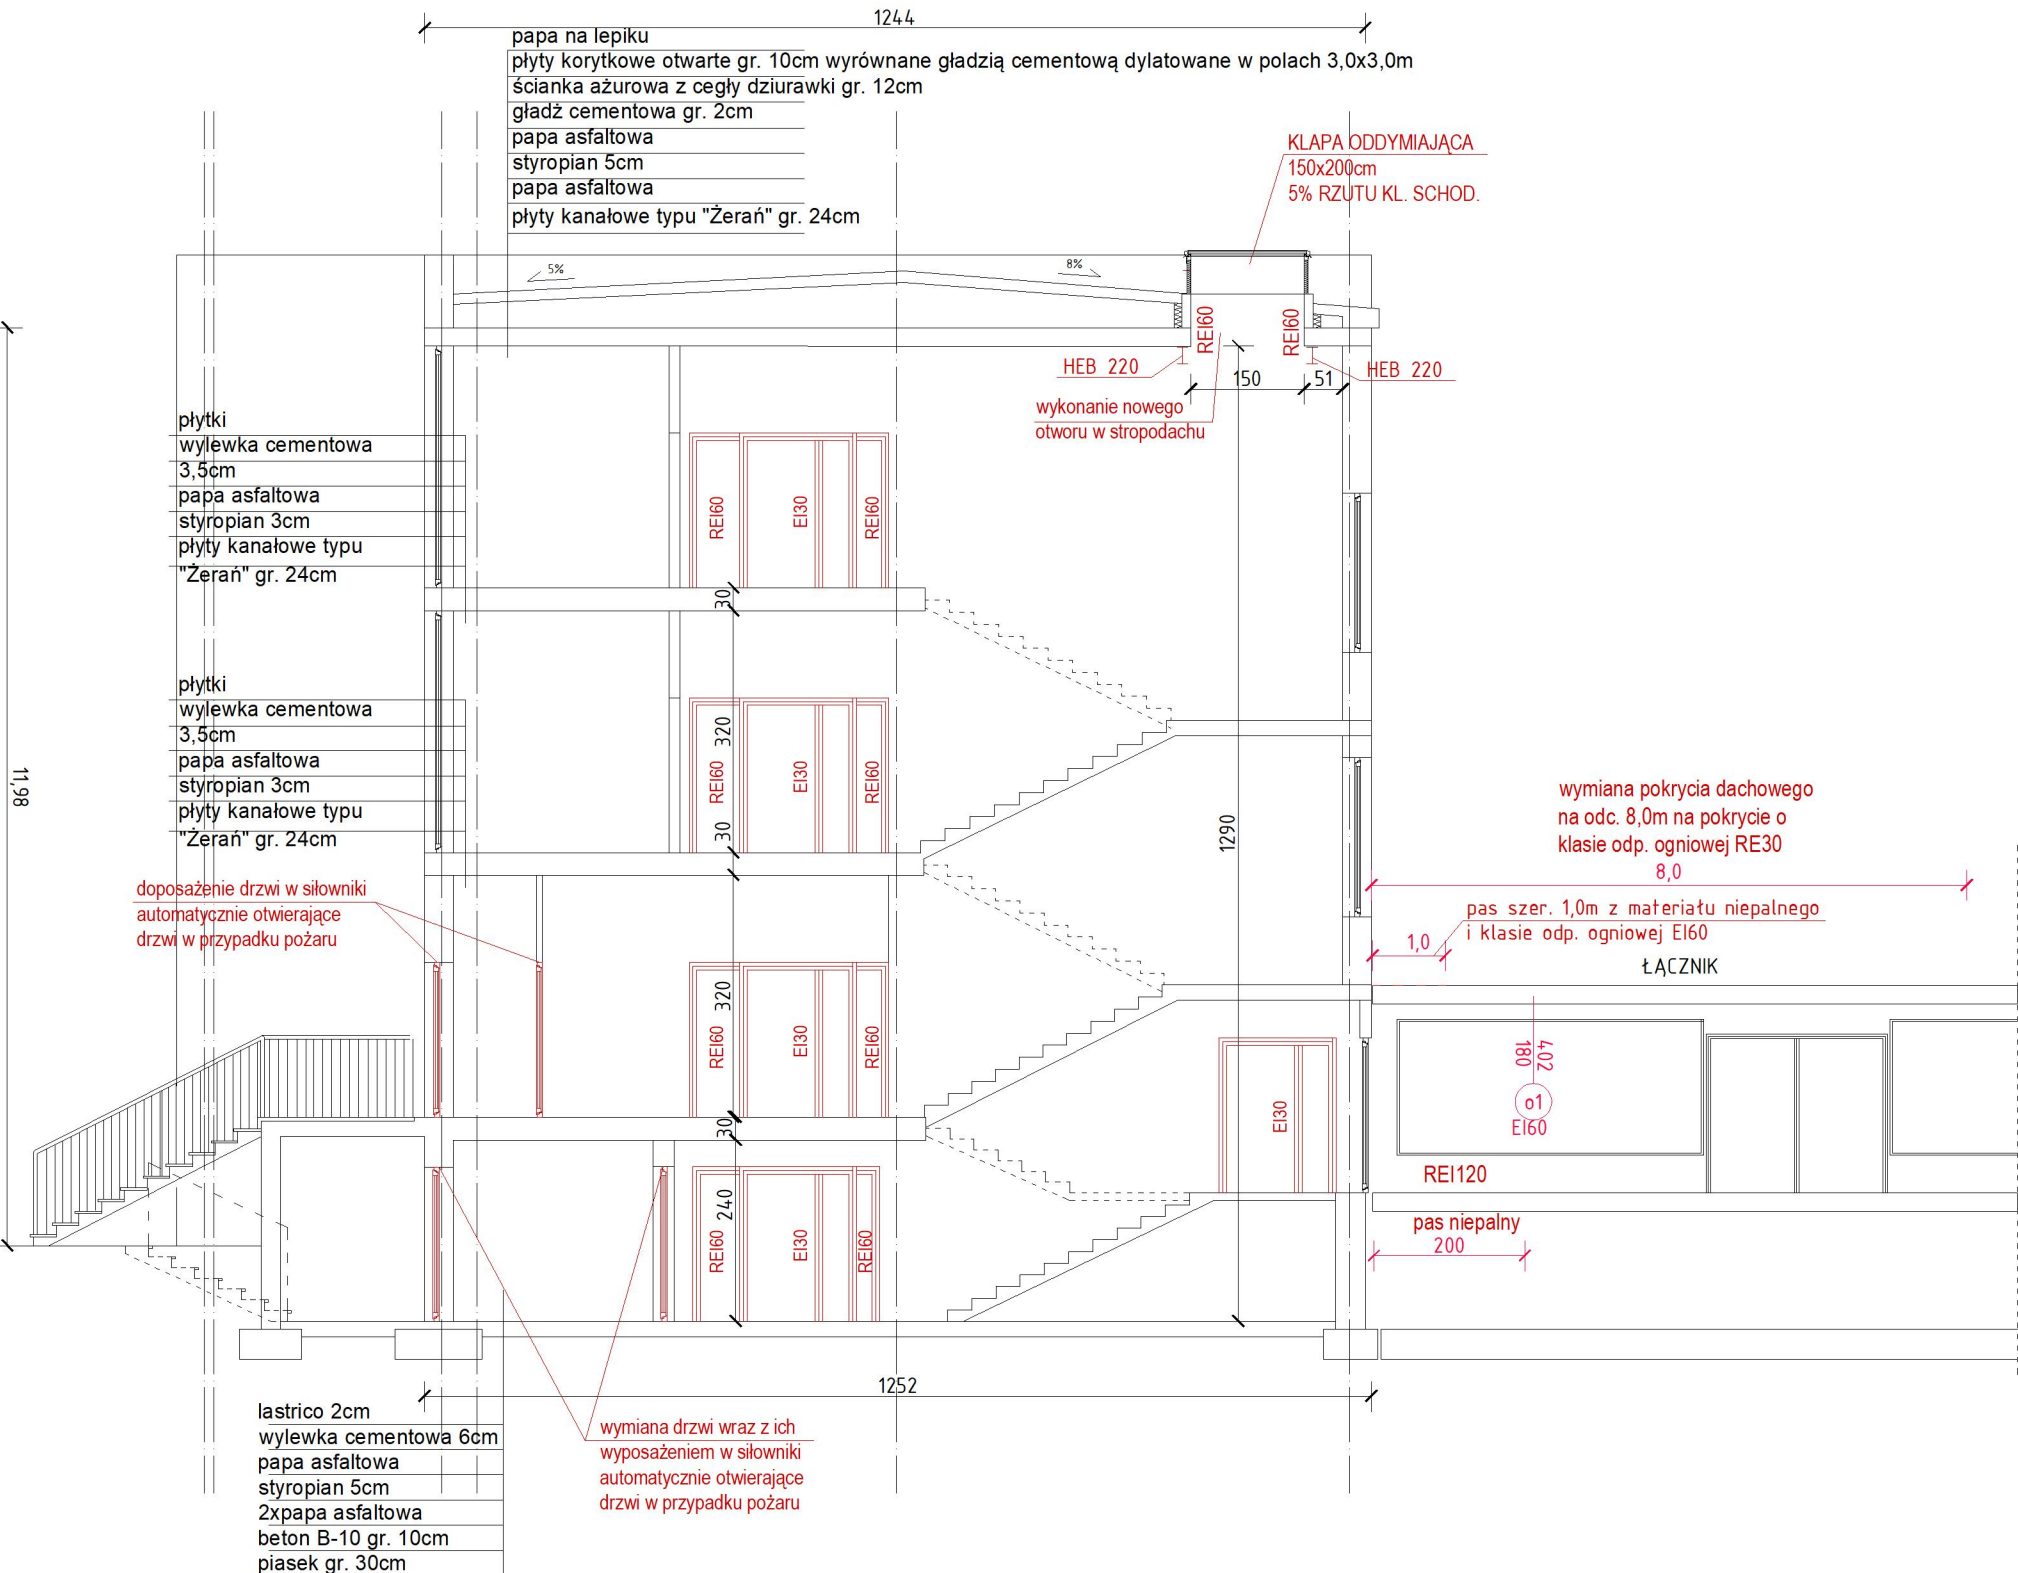 1244
papa na lepiku
płyty korytkowe otwarte gr. 10cm wyrównane gładzią cementową dylatowane w polach 3,0x3,0m
ścianka ażurowa z cegły dziurawki gr. 12cm
gładż cementowa gr. 2cm
papa asfaltowa
styropian 5cm
papa asfaltowa
płyty kanałowe typu "Żerań" gr. 24cm
KLAPA ODDYMIAJĄCA
150x200cm
5% RZUTU KL. SCHOD.
5%
8%
REI60
REI60
HEB 220
HEB 220
150
51
wykonanie nowego
otworu w stropodachu
płytki
wylewka cementowa
3,5cm
papa asfaltowa
styropian 3cm
płyty kanałowe typu
"Żerań" gr. 24cm
REI60
EI30
REI60
30
płytki
wylewka cementowa
3,5cm
papa asfaltowa
styropian 3cm
płyty kanałowe typu
"Żerań" gr. 24cm
11,98
320
REI60
EI30
REI60
30
1290
wymiana pokrycia dachowego
na odc. 8,0m na pokrycie o
klasie odp. ogniowej RE30
8,0
pas szer. 1,0m z materiału niepalnego
i klasie odp. ogniowej EI60
1,0
ŁĄCZNIK
doposażenie drzwi w siłowniki
automatycznie otwierające
drzwi w przypadku pożaru
320
REI60
EI30
REI60
30
EI30
402
180
o1
EI60
REI120
pas niepalny
200
240
REI60
EI30
REI60
1252
lastrico 2cm
wylewka cementowa 6cm
papa asfaltowa
styropian 5cm
2xpapa asfaltowa
beton B-10 gr. 10cm
piasek gr. 30cm
wymiana drzwi wraz z ich
wyposażeniem w siłowniki
automatycznie otwierające
drzwi w przypadku pożaru